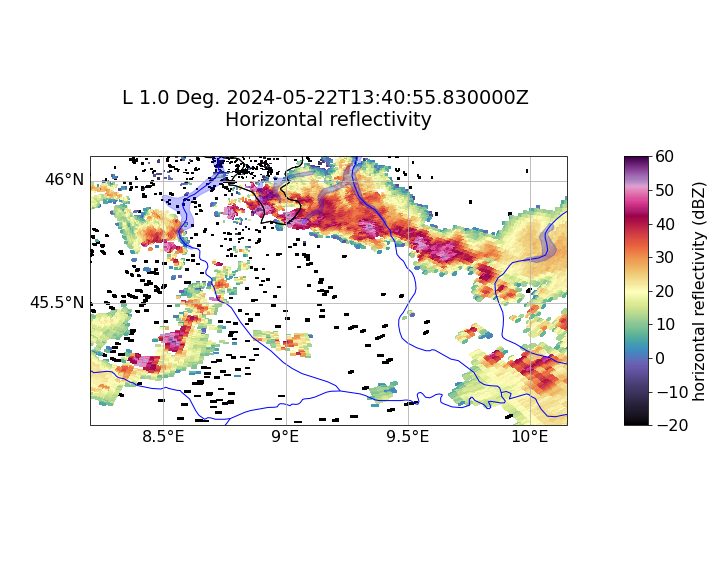 L 1.0 Deg. 2024-05-22T13:40:55.830000Z
Horizontal reflectivity
46°N
45.5°N
8.5°E
9°E
9.5°E
10°E
60
50
40
30
20
10
0
−10
−20
horizontal reflectivity (dBZ)